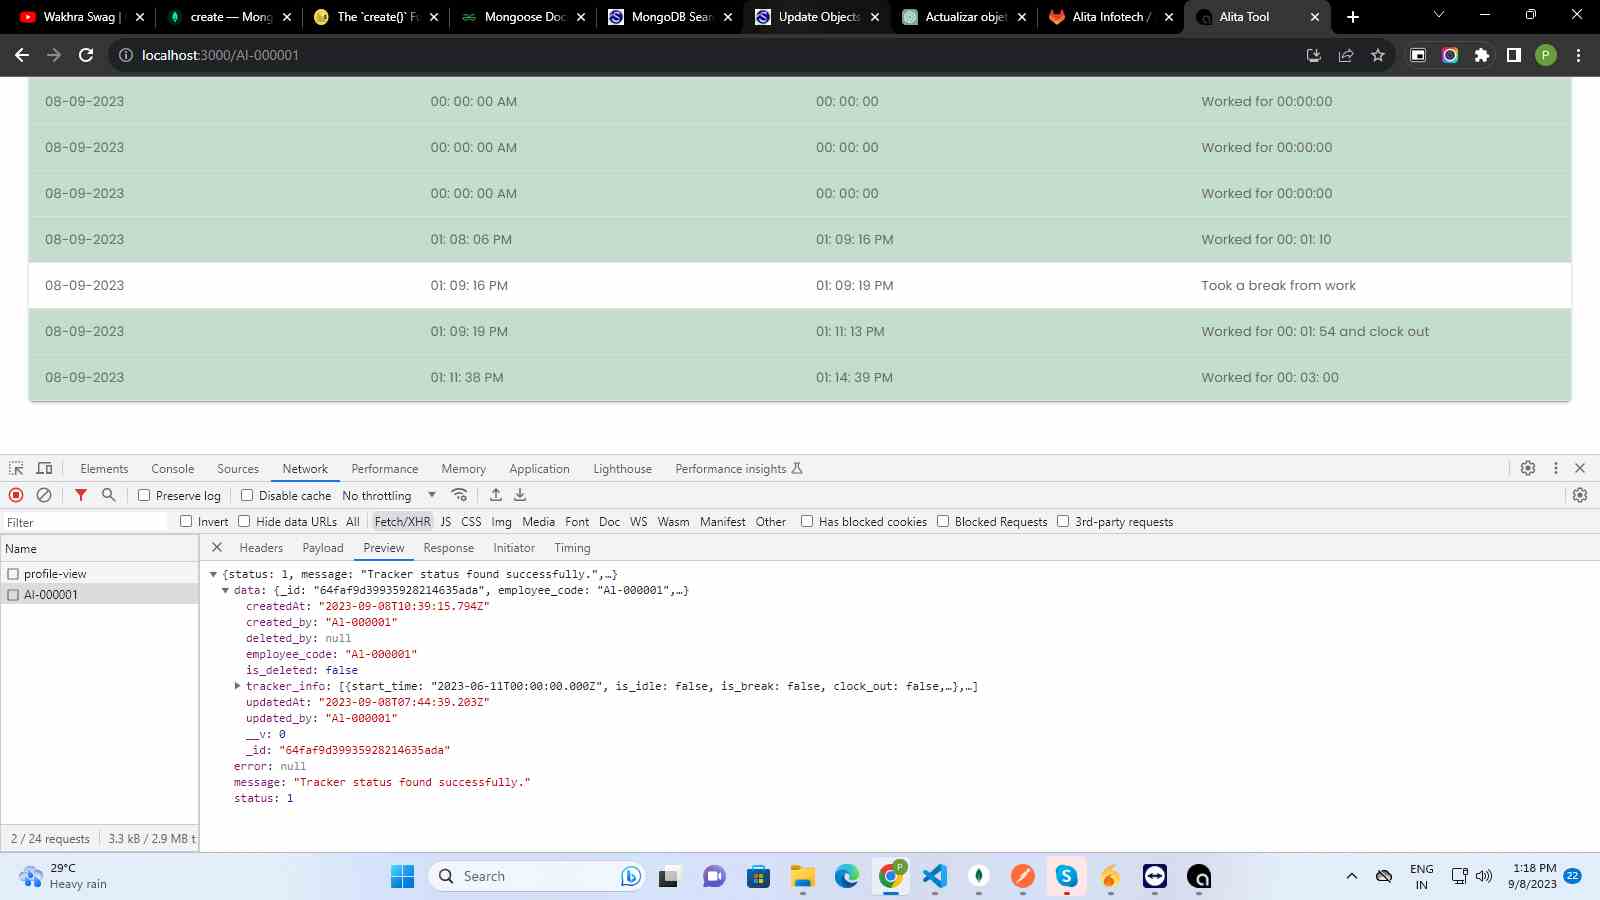 Wakhra Swag |
create — Mong
The `create()` Fu
Mongoose Doc
MongoDB Sear
Update Objects
Actualizar objet
Alita Infotech /
Alita Tool
localhost:3000/Al-000001
P
08-09-2023 00: 00: 00 AM 00: 00: 00 Worked for 00:00:00
08-09-2023 00: 00: 00 AM 00: 00: 00 Worked for 00:00:00
08-09-2023 00: 00: 00 AM 00: 00: 00 Worked for 00:00:00
08-09-2023 01: 08: 06 PM 01: 09: 16 PM Worked for 00: 01: 10
08-09-2023 01: 09: 16 PM 01: 09: 19 PM Took a break from work
08-09-2023 01: 09: 19 PM 01: 11: 13 PM Worked for 00: 01: 54 and clock out
08-09-2023 01: 11: 38 PM 01: 14: 39 PM Worked for 00: 03: 00
Elements Console Sources Network Performance Memory Application Lighthouse Performance insights
Preserve log Disable cache No throttling
Filter Invert Hide data URLs All Fetch/XHR JS CSS Img Media Font Doc WS Wasm Manifest Other Has blocked cookies Blocked Requests 3rd-party requests
Name Headers Payload Preview Response Initiator Timing
profile-view
Al-000001
{status: 1, message: "Tracker status found successfully.",…}
data: {_id: "64faf9d39935928214635ada", employee_code: "Al-000001",…}
createdAt: "2023-09-08T10:39:15.794Z"
created_by: "Al-000001"
deleted_by: null
employee_code: "Al-000001"
is_deleted: false
tracker_info: [{start_time: "2023-06-11T00:00:00.000Z", is_idle: false, is_break: false, clock_out: false,…},…]
updatedAt: "2023-09-08T07:44:39.203Z"
updated_by: "Al-000001"
__v: 0
_id: "64faf9d39935928214635ada"
error: null
message: "Tracker status found successfully."
status: 1
2 / 24 requests 3.3 kB / 2.9 MB t
29°C
Heavy rain
Search
P
ENG
IN
1:18 PM
9/8/2023
22